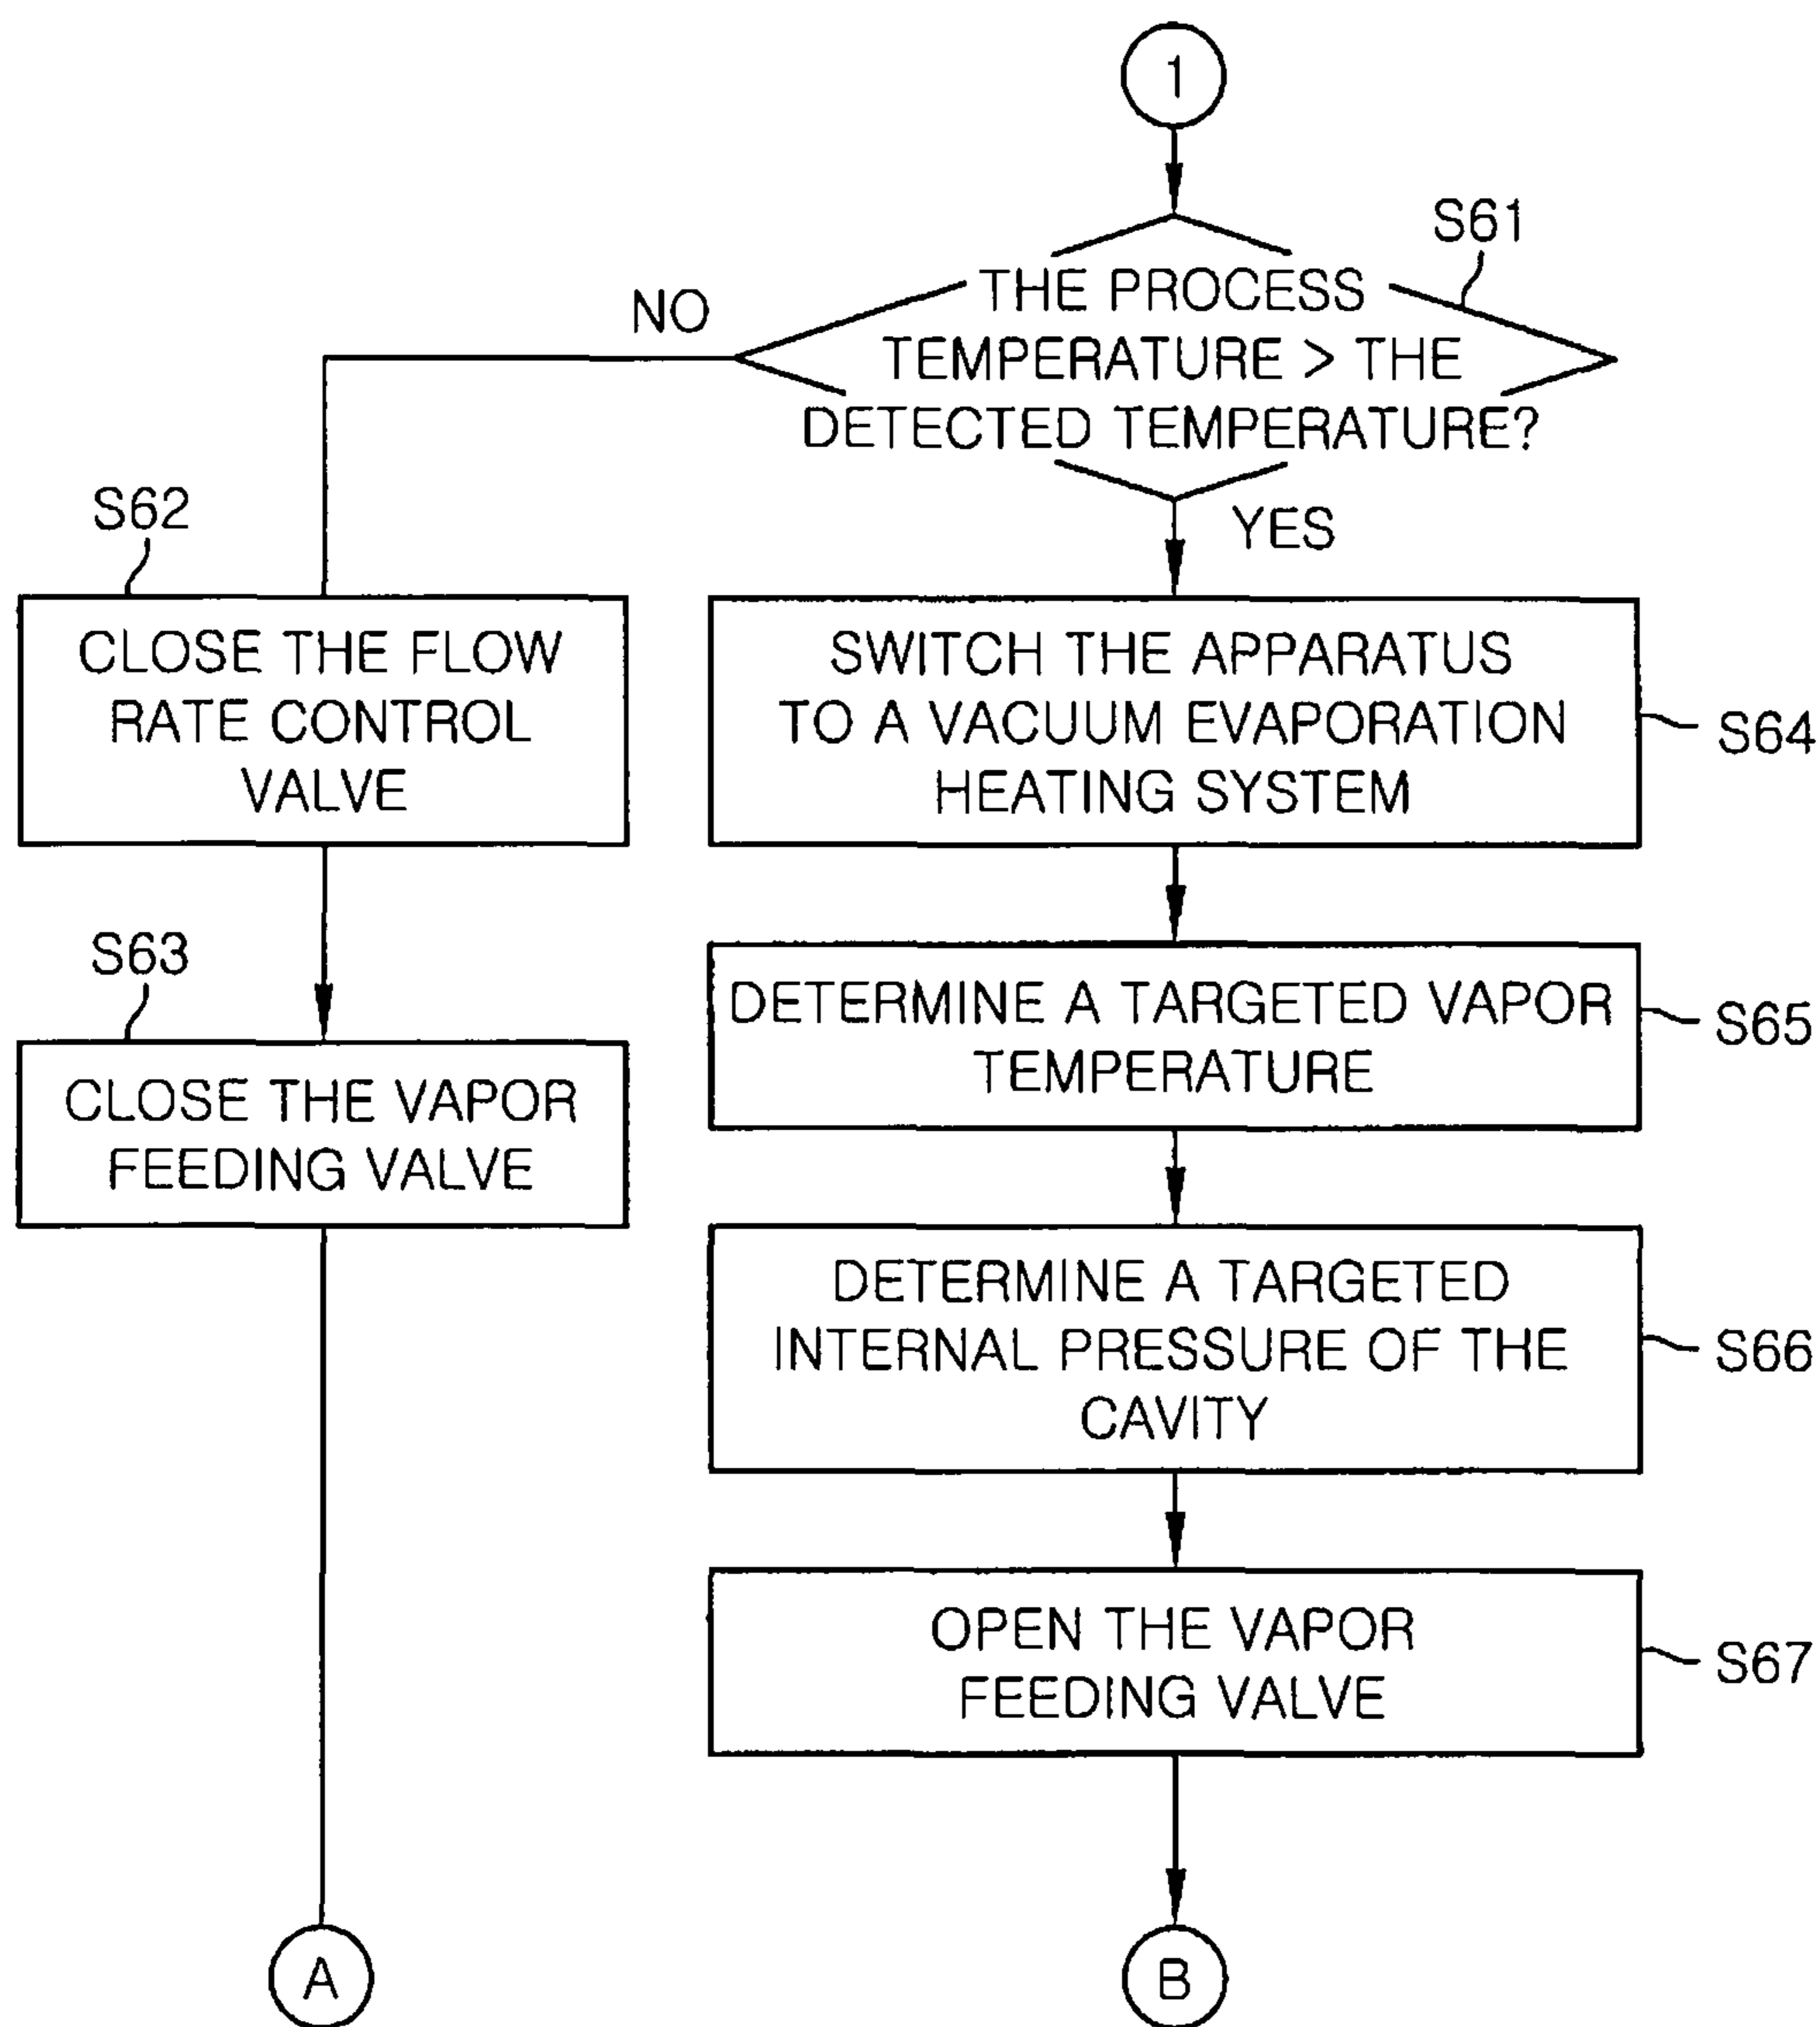 1
S61
THE PROCESS
TEMPERATURE > THE
DETECTED TEMPERATURE?
NO
YES
S62
CLOSE THE FLOW
RATE CONTROL
VALVE
S63
CLOSE THE VAPOR
FEEDING VALVE
A
SWITCH THE APPARATUS
TO A VACUUM EVAPORATION
HEATING SYSTEM
S64
DETERMINE A TARGETED VAPOR
TEMPERATURE
S65
DETERMINE A TARGETED
INTERNAL PRESSURE OF THE
CAVITY
S66
OPEN THE VAPOR
FEEDING VALVE
S67
B